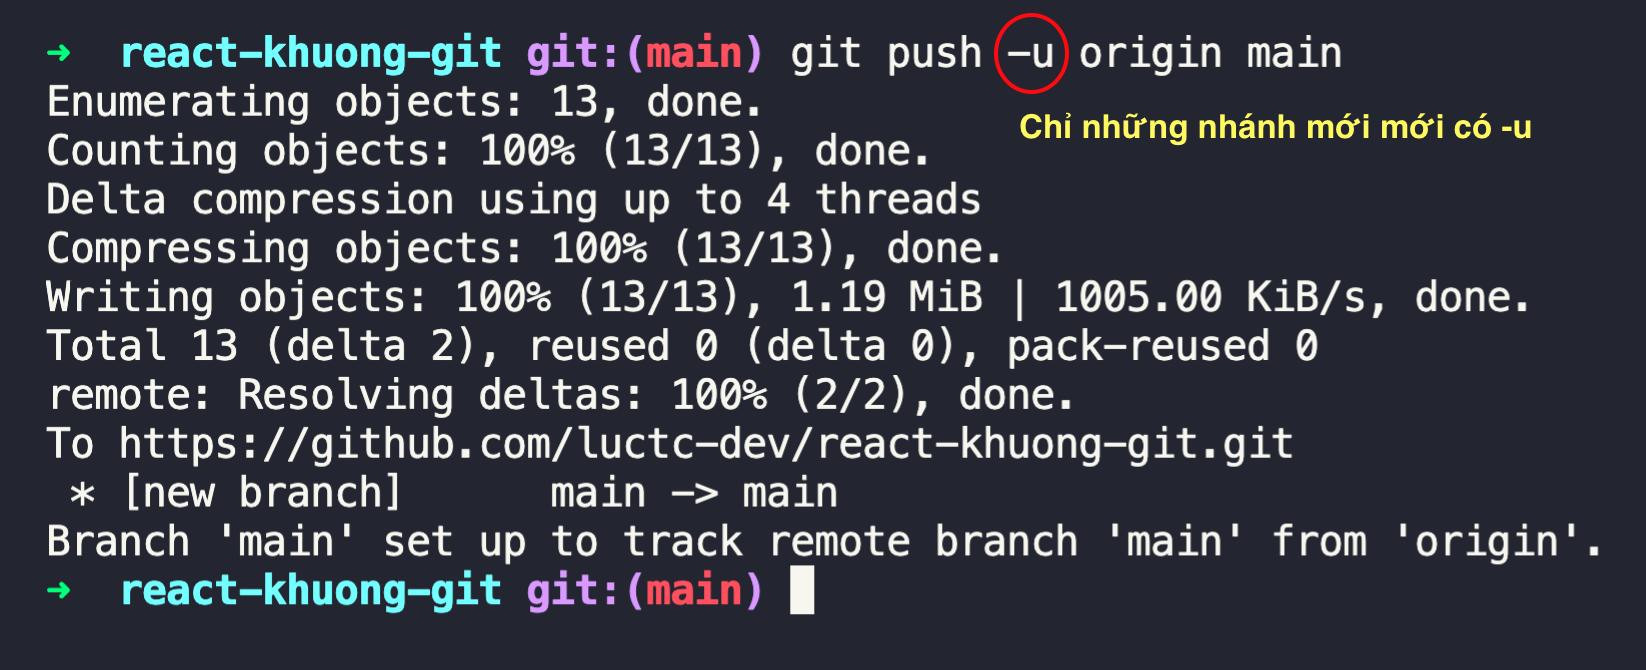 ➜ react-khuong-git git:(main) git push -u origin main
Enumerating objects: 13, done.
Chỉ những nhánh mới mới có -u
Counting objects: 100% (13/13), done.
Delta compression using up to 4 threads
Compressing objects: 100% (13/13), done.
Writing objects: 100% (13/13), 1.19 MiB | 1005.00 KiB/s, done.
Total 13 (delta 2), reused 0 (delta 0), pack-reused 0
remote: Resolving deltas: 100% (2/2), done.
To https://github.com/luctc-dev/react-khuong-git.git
 * [new branch]      main -> main
Branch 'main' set up to track remote branch 'main' from 'origin'.
➜ react-khuong-git git:(main)